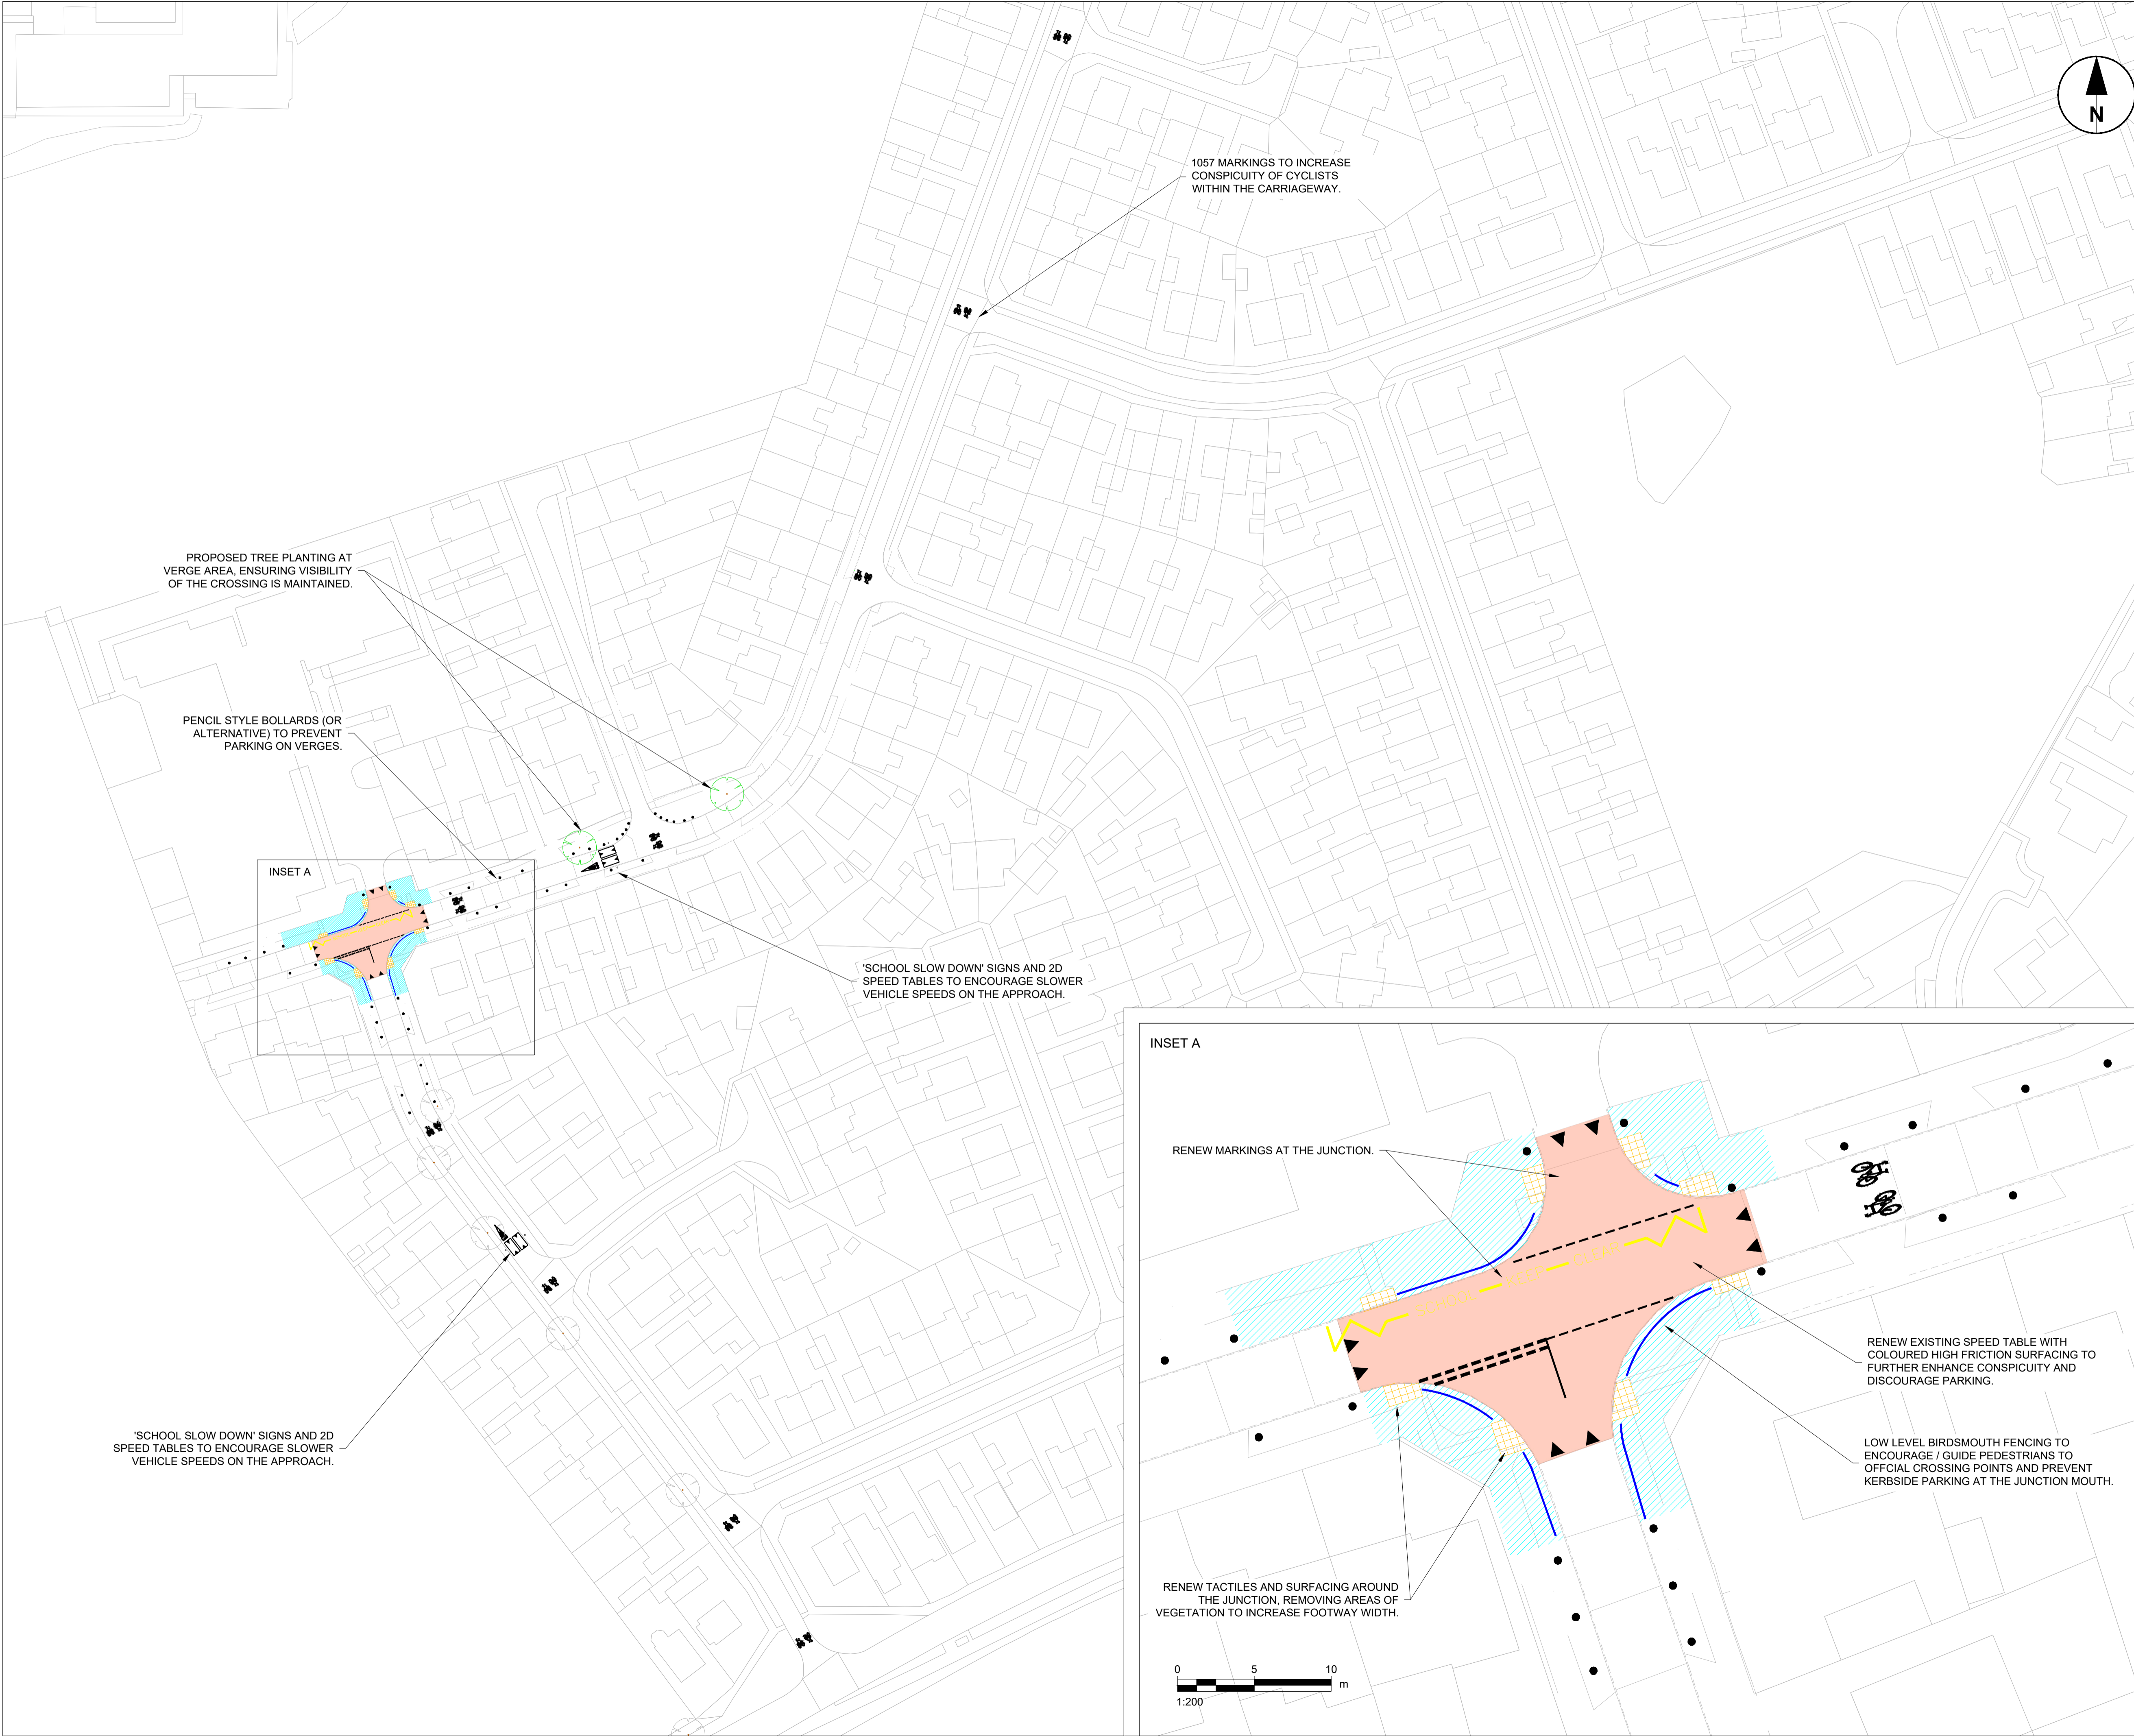 N
1057 MARKINGS TO INCREASE
CONSPICUITY OF CYCLISTS
WITHIN THE CARRIAGEWAY.
PROPOSED TREE PLANTING AT
VERGE AREA, ENSURING VISIBILITY
OF THE CROSSING IS MAINTAINED.
PENCIL STYLE BOLLARDS (OR
ALTERNATIVE) TO PREVENT
PARKING ON VERGES.
INSET A
'SCHOOL SLOW DOWN' SIGNS AND 2D
SPEED TABLES TO ENCOURAGE SLOWER
VEHICLE SPEEDS ON THE APPROACH.
'SCHOOL SLOW DOWN' SIGNS AND 2D
SPEED TABLES TO ENCOURAGE SLOWER
VEHICLE SPEEDS ON THE APPROACH.
INSET A
RENEW MARKINGS AT THE JUNCTION.
RENEW EXISTING SPEED TABLE WITH
COLOURED HIGH FRICTION SURFACING TO
FURTHER ENHANCE CONSPICUITY AND
DISCOURAGE PARKING.
LOW LEVEL BIRDSMOUTH FENCING TO
ENCOURAGE / GUIDE PEDESTRIANS TO
OFFCIAL CROSSING POINTS AND PREVENT
KERBSIDE PARKING AT THE JUNCTION MOUTH.
RENEW TACTILES AND SURFACING AROUND
THE JUNCTION, REMOVING AREAS OF
VEGETATION TO INCREASE FOOTWAY WIDTH.
0 5 10
m
1:200